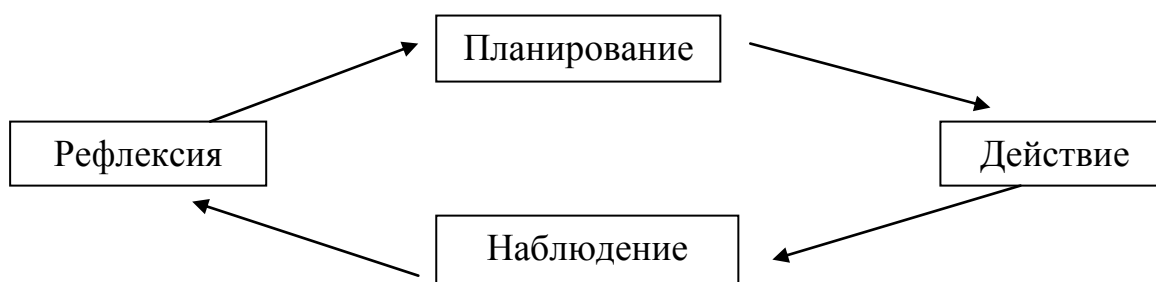 Планирование
Рефлексия
Действие
Наблюдение